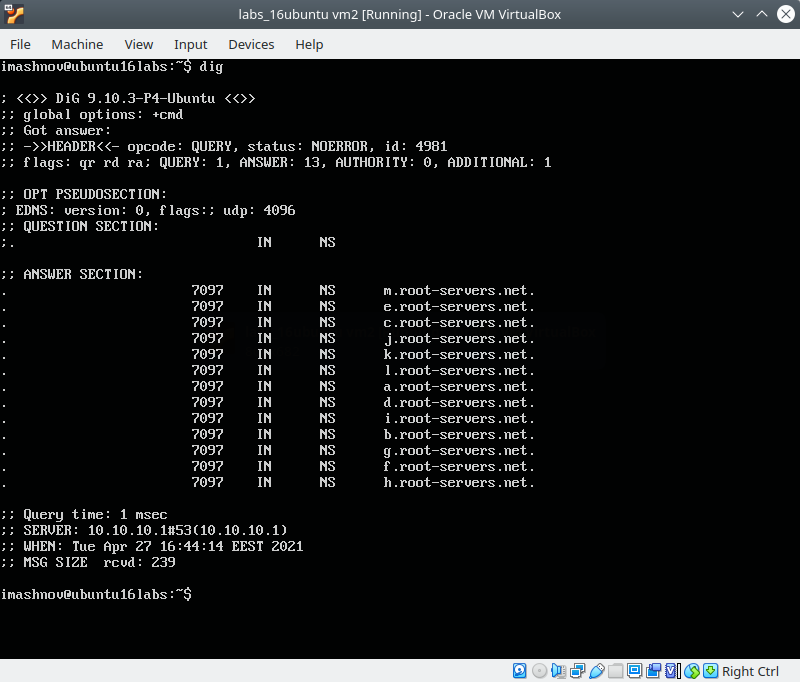 labs_16ubuntu vm2 [Running] - Oracle VM VirtualBox
File Machine View Input Devices Help
imashnov@ubuntu16labs:~$ dig
; <<>> DiG 9.10.3-P4-Ubuntu <<>>
;; global options: +cmd
;; Got answer:
;; ->>HEADER<<- opcode: QUERY, status: NOERROR, id: 4981
;; flags: qr rd ra; QUERY: 1, ANSWER: 13, AUTHORITY: 0, ADDITIONAL: 1
;; OPT PSEUDOSECTION:
; EDNS: version: 0, flags:; udp: 4096
;; QUESTION SECTION:
;. IN NS
;; ANSWER SECTION:
. 7097 IN NS m.root-servers.net.
. 7097 IN NS e.root-servers.net.
. 7097 IN NS c.root-servers.net.
. 7097 IN NS j.root-servers.net.
. 7097 IN NS k.root-servers.net.
. 7097 IN NS l.root-servers.net.
. 7097 IN NS a.root-servers.net.
. 7097 IN NS d.root-servers.net.
. 7097 IN NS i.root-servers.net.
. 7097 IN NS b.root-servers.net.
. 7097 IN NS g.root-servers.net.
. 7097 IN NS f.root-servers.net.
. 7097 IN NS h.root-servers.net.
;; Query time: 1 msec
;; SERVER: 10.10.10.1#53(10.10.10.1)
;; WHEN: Tue Apr 27 16:44:14 EEST 2021
;; MSG SIZE  rcvd: 239
imashnov@ubuntu16labs:~$
Right Ctrl